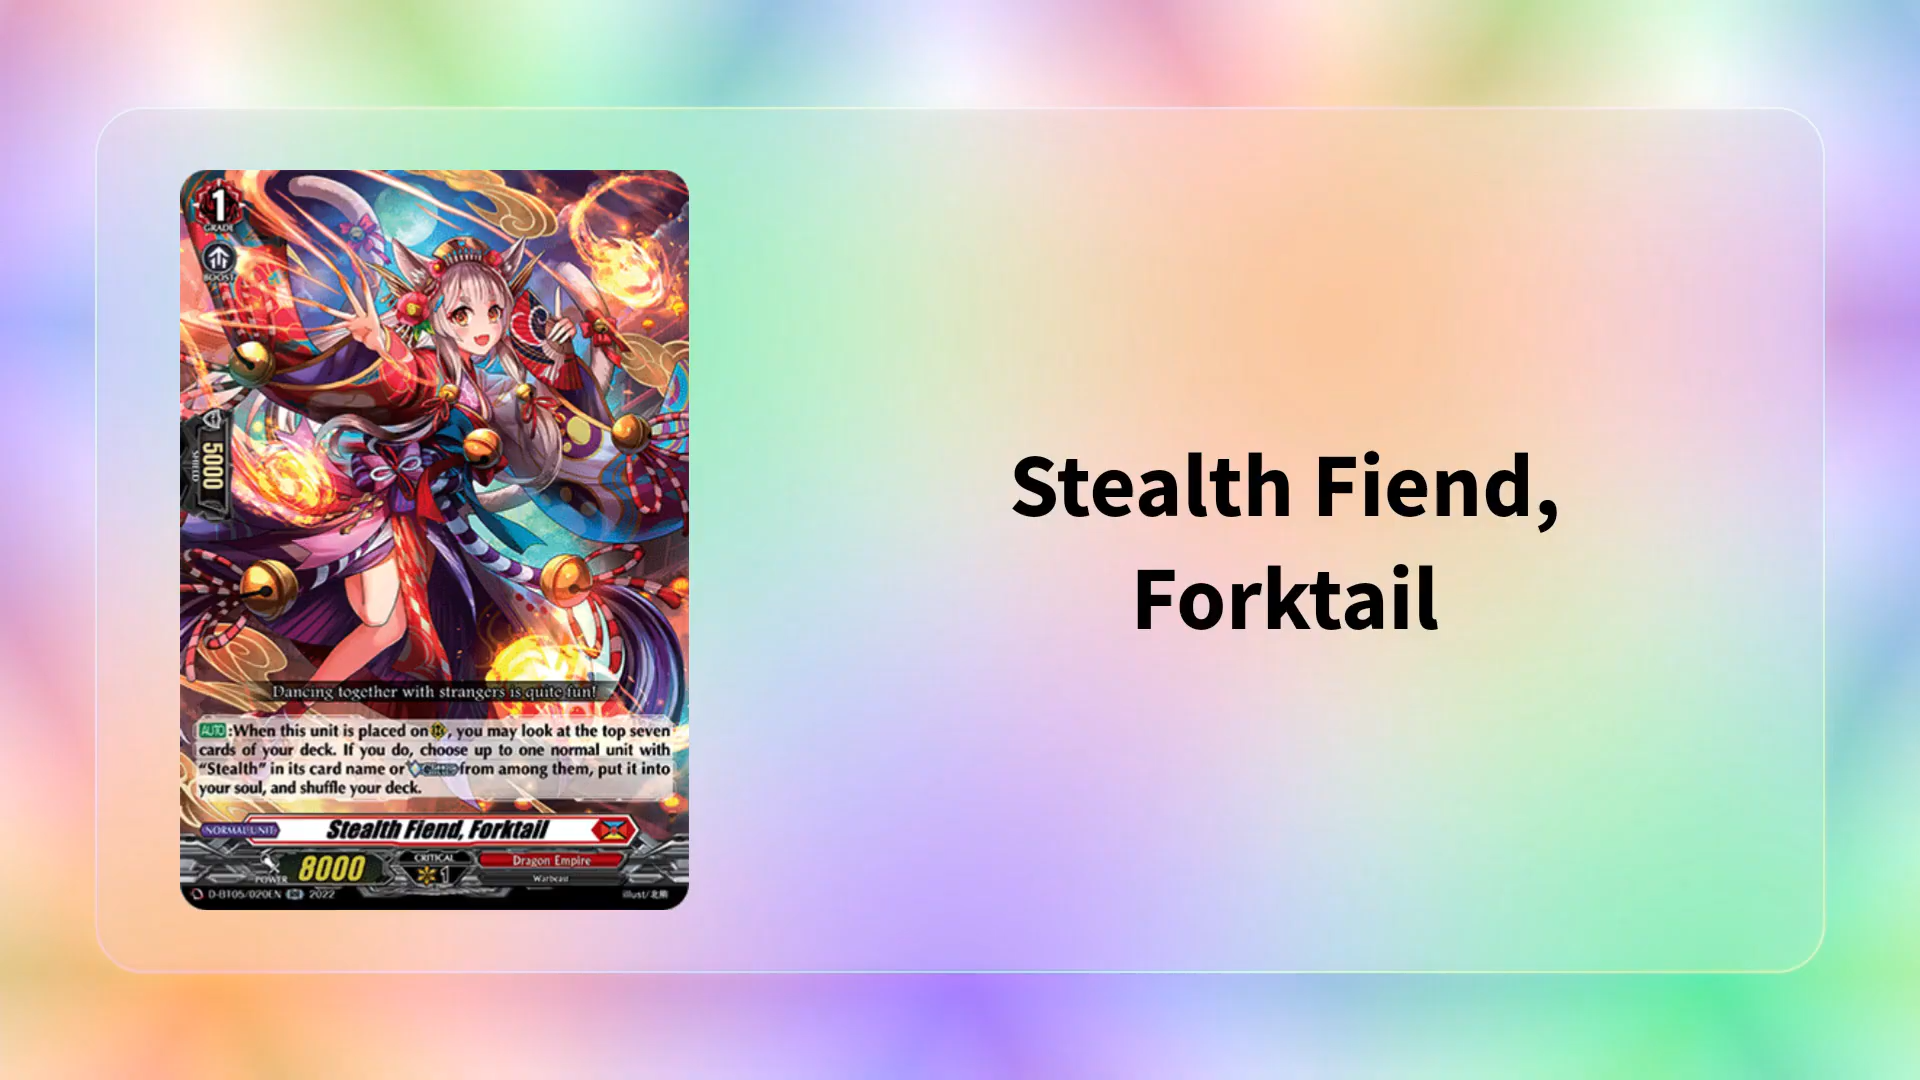 1
GRADE
BOOST
5000
SHIELD
Dancing together with strangers is quite fun!
AUTO:When this unit is placed on , you may look at the top seven
cards of your deck. If you do, choose up to one normal unit with
“Stealth” in its card name or from among them, put it into
your soul, and shuffle your deck.
NORMAL UNIT
Stealth Fiend, Forktail
POWER
8000
CRITICAL
1
Dragon Empire
Warbeast
D-BT05/020EN
2022
illust/北熊
Stealth Fiend,
Forktail